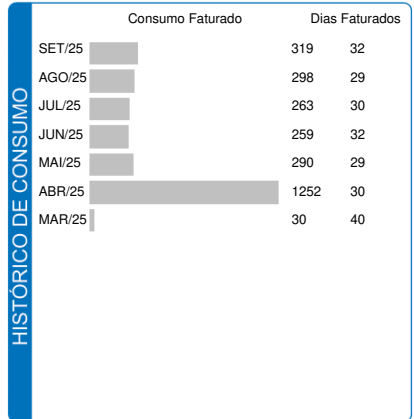 HISTÓRICO DE CONSUMO
Consumo Faturado Dias Faturados
SET/25 319 32
AGO/25 298 29
JUL/25 263 30
JUN/25 259 32
MAI/25 290 29
ABR/25 1252 30
MAR/25 30 40